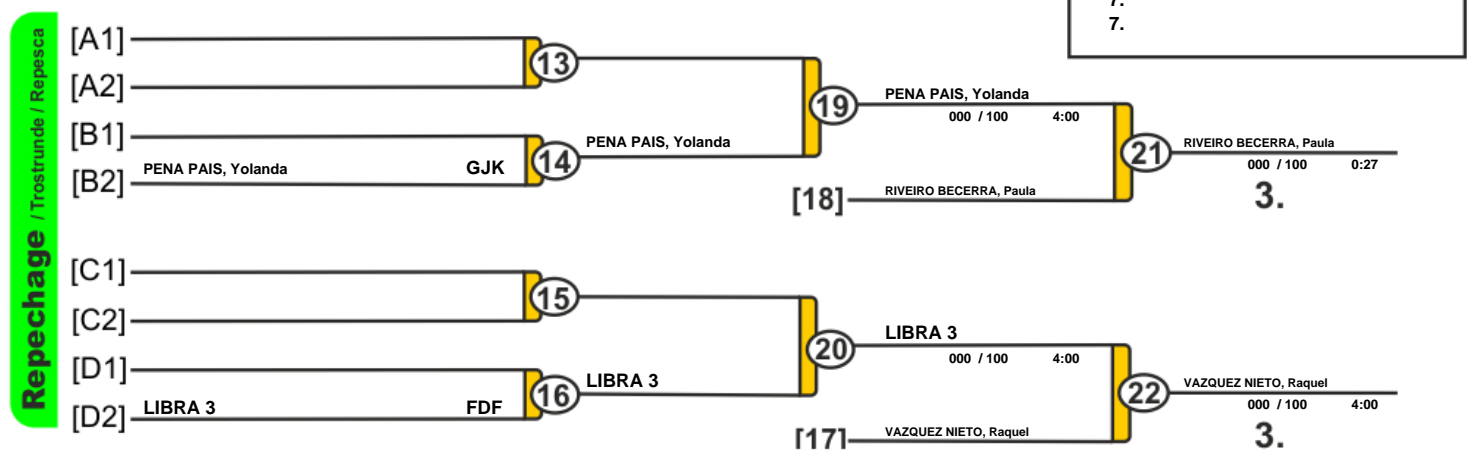 7.
7.
Repechage / Trostrunde / Repesca
[A1]
13
[A2]
19
PENA PAIS, Yolanda
000 / 100 4:00
[B1]
14
PENA PAIS, Yolanda
21
RIVEIRO BECERRA, Paula
000 / 100 0:27
3.
PENA PAIS, Yolanda GJK
[B2]
[18]
RIVEIRO BECERRA, Paula
[C1]
15
[C2]
20
LIBRA 3
000 / 100 4:00
[D1]
16
LIBRA 3
22
VAZQUEZ NIETO, Raquel
000 / 100 4:00
3.
[D2]
LIBRA 3 FDF
[17]
VAZQUEZ NIETO, Raquel